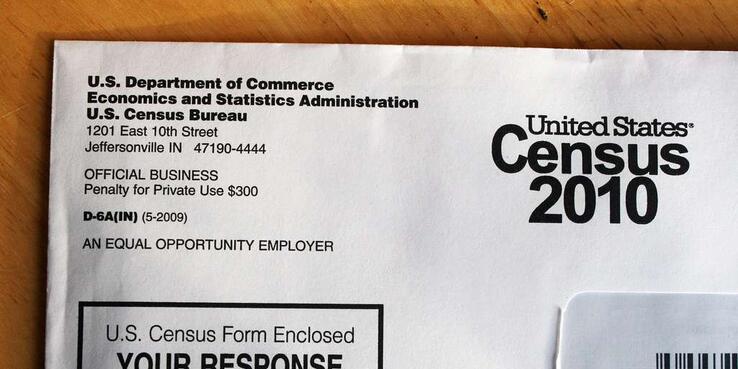 U.S. Department of Commerce
Economics and Statistics Administration
U.S. Census Bureau
1201 East 10th Street
Jeffersonville IN 47190-4444
OFFICIAL BUSINESS
Penalty for Private Use $300
D-6A(IN) (5-2009)
AN EQUAL OPPORTUNITY EMPLOYER
United States®
Census
2010
U.S. Census Form Enclosed
YOUR RESPONSE